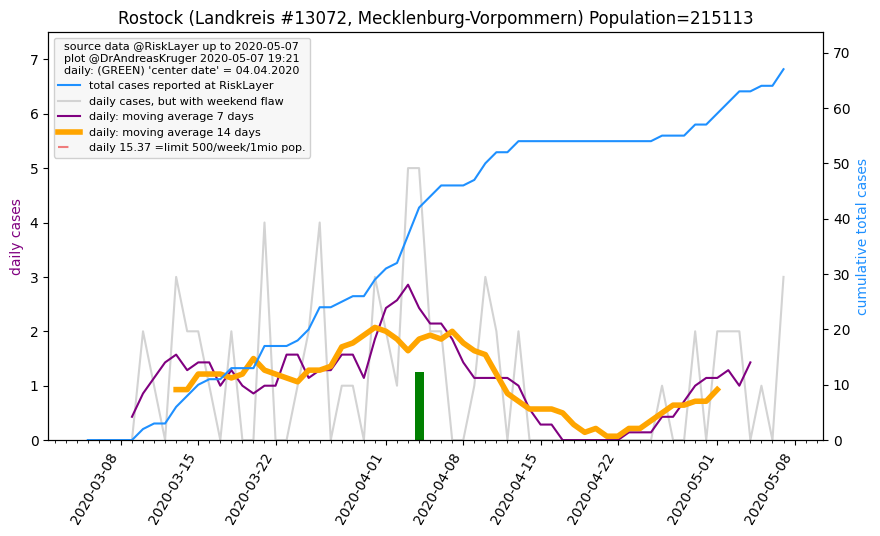 Rostock (Landkreis #13072, Mecklenburg-Vorpommern) Population=215113
source data @RiskLayer up to 2020-05-07
plot @DrAndreasKruger 2020-05-07 19:21
daily: (GREEN) 'center date' = 04.04.2020
total cases reported at RiskLayer
daily cases, but with weekend flaw
daily: moving average 7 days
daily: moving average 14 days
daily 15.37 =limit 500/week/1mio pop.
daily cases
7
6
5
4
3
2
1
0
cumulative total cases
70
60
50
40
30
20
10
0
2020-03-08
2020-03-15
2020-03-22
2020-04-01
2020-04-08
2020-04-15
2020-04-22
2020-05-01
2020-05-08